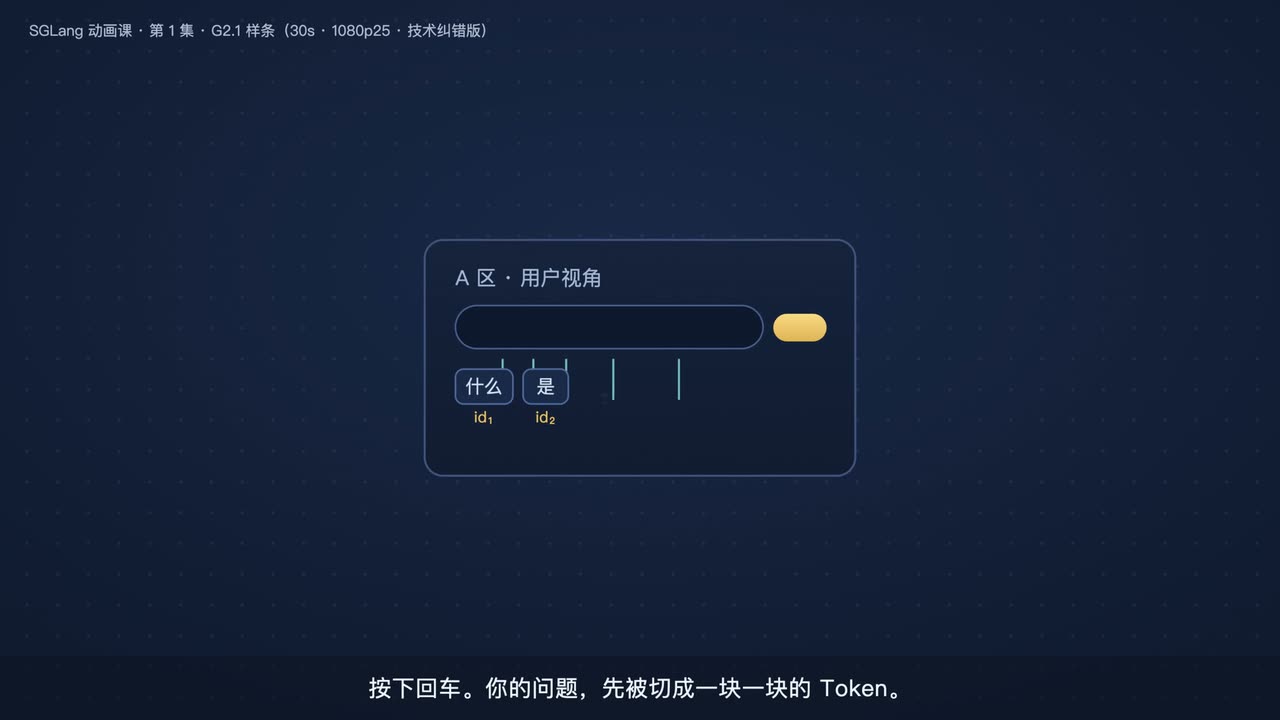 SGLang 动画课 · 第 1 集 · G2.1 样条（30s · 1080p25 · 技术纠错版）
A 区 · 用户视角
什么 是
id₁ id₂
按下回车。你的问题，先被切成一块一块的 Token。